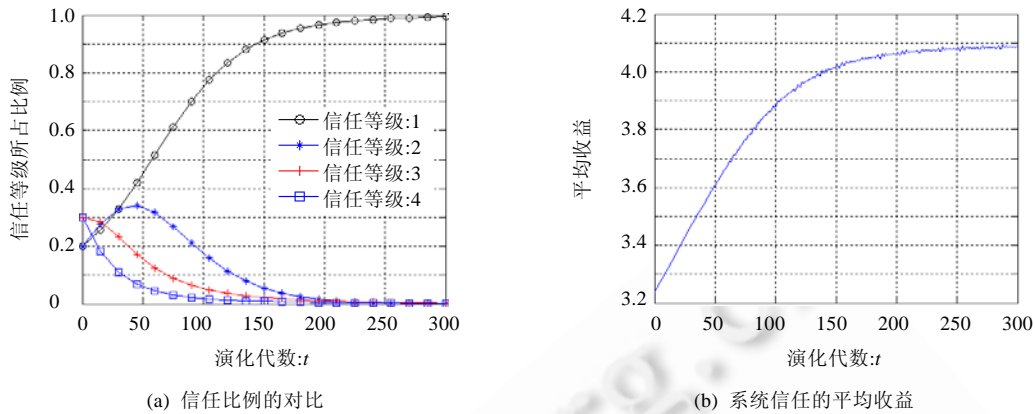 1.0
0.8
0.6
0.4
0.2
0
信任等级所占比例
信任等级:1
信任等级:2
信任等级:3
信任等级:4
0 50 100 150 200 250 300
演化代数:t
(a) 信任比例的对比
4.2
4.0
3.8
3.6
3.4
3.2
平均收益
0 50 100 150 200 250 300
演化代数:t
(b) 系统信任的平均收益